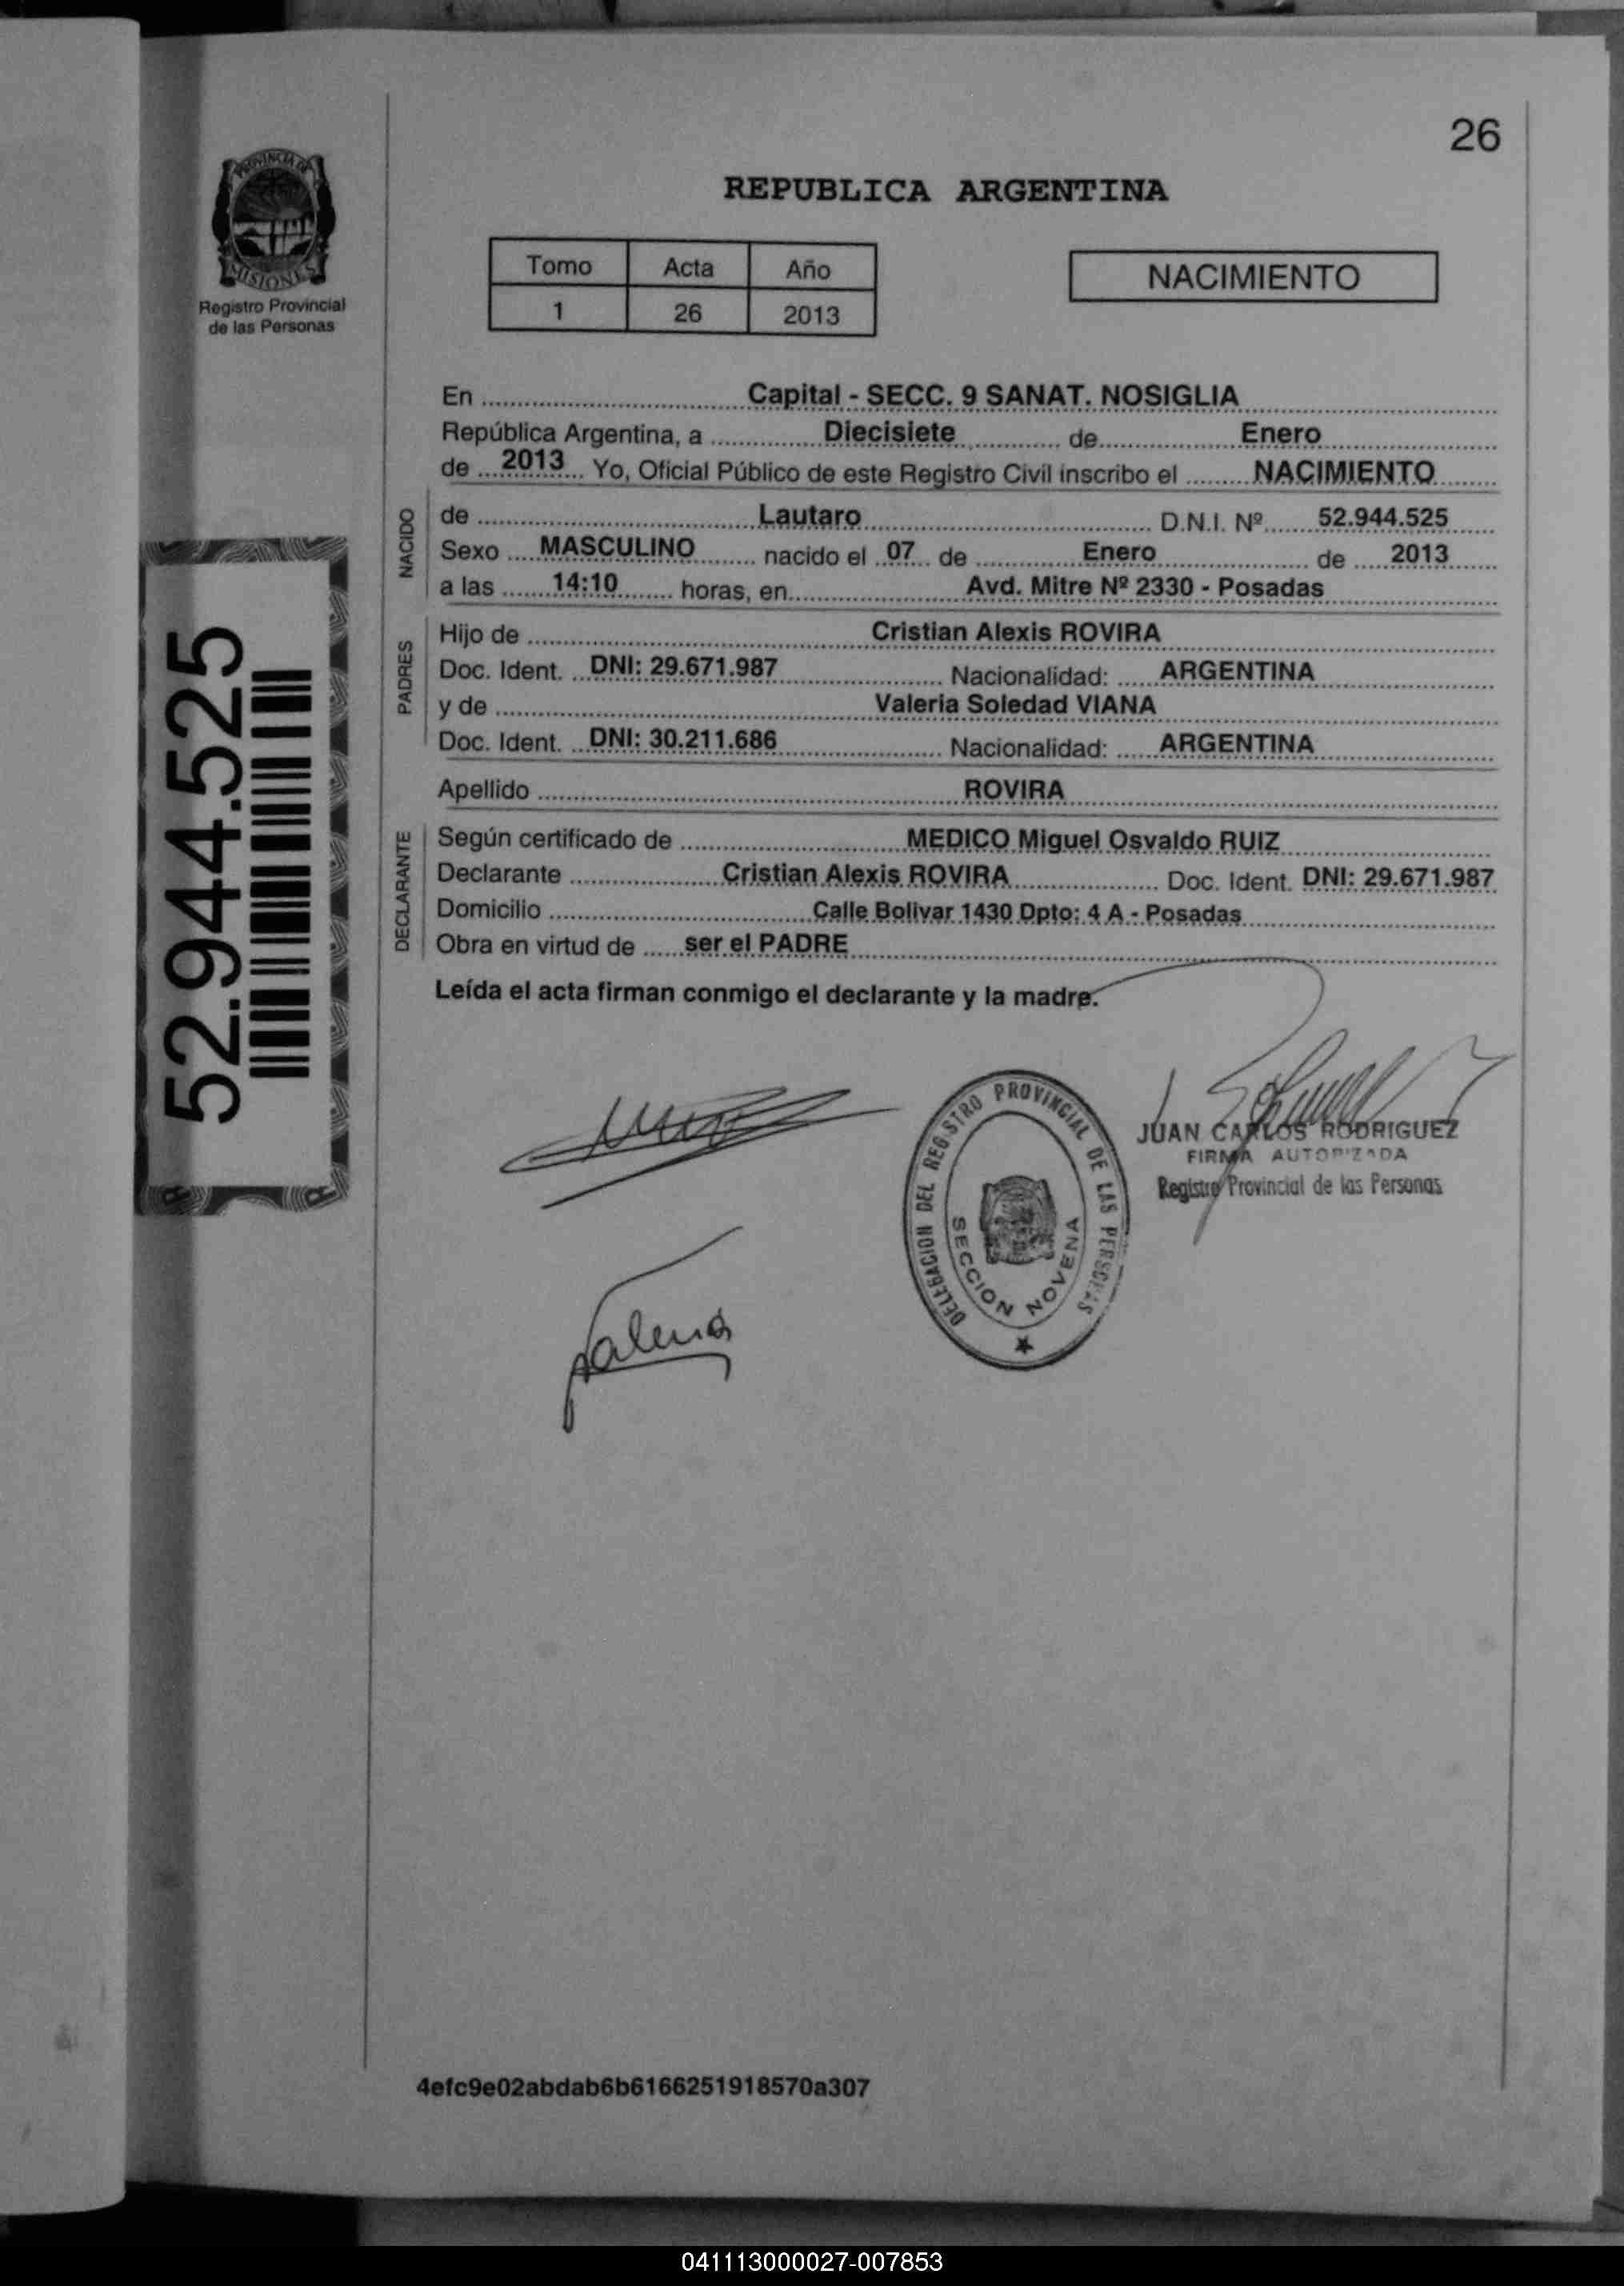 26
PROVINCIA DE
MISIONES
Registro Provincial
de las Personas
REPUBLICA ARGENTINA
Tomo Acta Año
1 26 2013
NACIMIENTO
En Capital - SECC. 9 SANAT. NOSIGLIA
República Argentina, a Diecisiete de Enero
de 2013 Yo, Oficial Público de este Registro Civil inscribo el NACIMIENTO
NACIDO
de Lautaro D.N.I. Nº 52.944.525
Sexo MASCULINO nacido el 07 de Enero de 2013
a las 14:10 horas, en Avd. Mitre Nº 2330 - Posadas
PADRES
Hijo de Cristian Alexis ROVIRA
Doc. Ident. DNI: 29.671.987 Nacionalidad: ARGENTINA
y de Valeria Soledad VIANA
Doc. Ident. DNI: 30.211.686 Nacionalidad: ARGENTINA
Apellido ROVIRA
DECLARANTE
Según certificado de MEDICO Miguel Osvaldo RUIZ
Declarante Cristian Alexis ROVIRA Doc. Ident. DNI: 29.671.987
Domicilio Calle Bolivar 1430 Dpto: 4 A - Posadas
Obra en virtud de ser el PADRE
Leída el acta firman conmigo el declarante y la madre.
52.944.525
DELEGACION DEL REGISTRO PROVINCIAL DE LAS PERSONAS
SECCION NOVENA
JUAN CARLOS RODRIGUEZ
FIRMA AUTORIZADA
Registro Provincial de las Personas
Valeria
4efc9e02abdab6b6166251918570a307
041113000027-007853